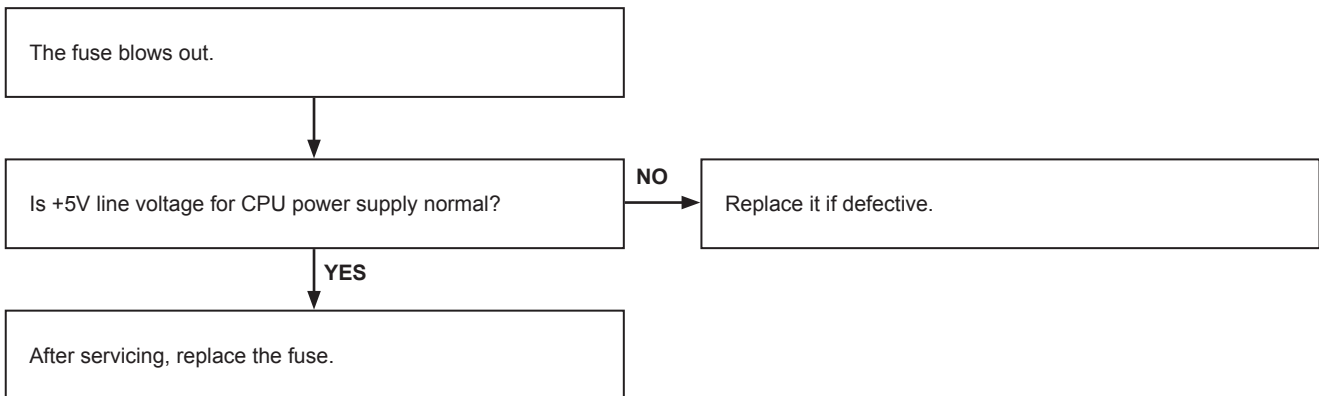 The fuse blows out.
Is +5V line voltage for CPU power supply normal?
NO
Replace it if defective.
YES
After servicing, replace the fuse.